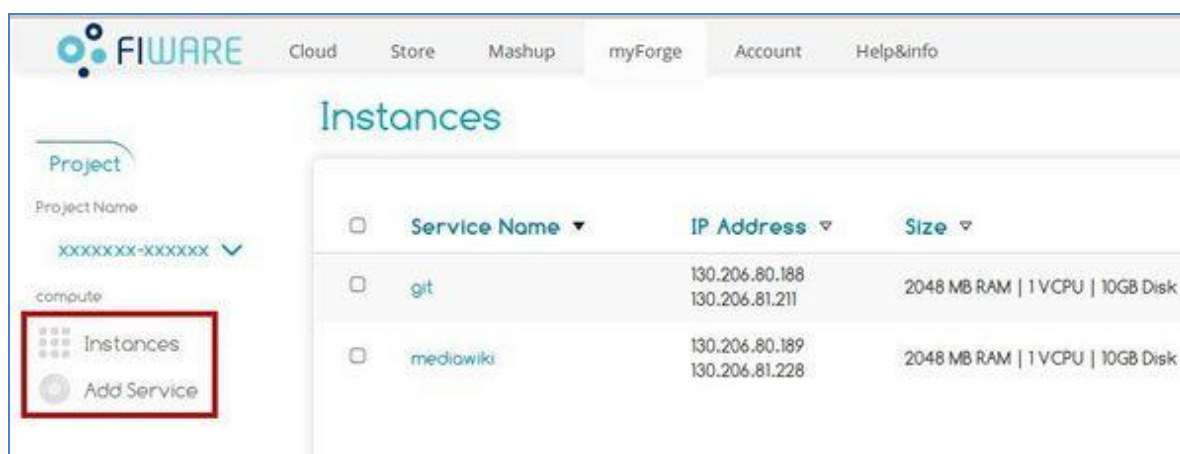 FIWARE Cloud Store Mashup myForge Account Help&info
Instances
Project
Project Name
xxxxxxx-xxxxxx
compute
Instances
Add Service
Service Name IP Address Size
git 130.206.80.188 2048 MB RAM | 1 VCPU | 10GB Disk
130.206.81.211
mediawiki 130.206.80.189 2048 MB RAM | 1 VCPU | 10GB Disk
130.206.81.228